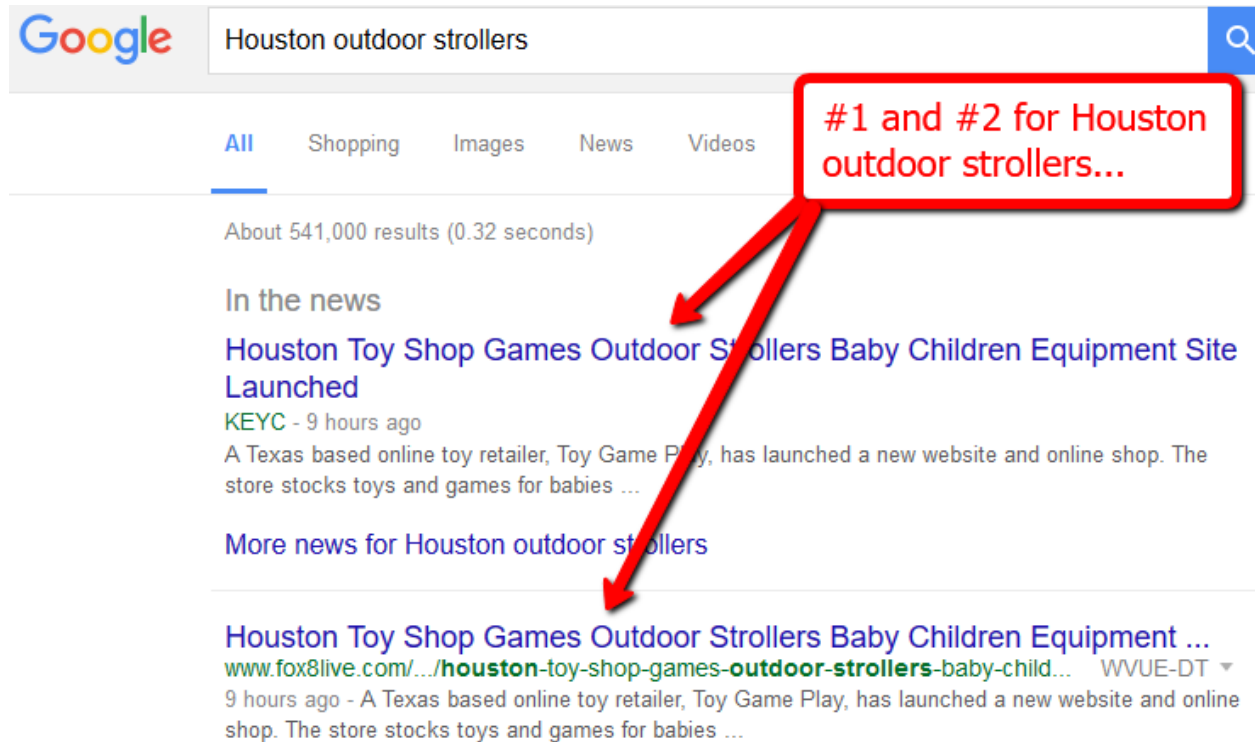 Google
Houston outdoor strollers
#1 and #2 for Houston
outdoor strollers...
All Shopping Images News Videos
About 541,000 results (0.32 seconds)
In the news
Houston Toy Shop Games Outdoor Strollers Baby Children Equipment Site
Launched
KEYC - 9 hours ago
A Texas based online toy retailer, Toy Game Play, has launched a new website and online shop. The
store stocks toys and games for babies ...
More news for Houston outdoor strollers
Houston Toy Shop Games Outdoor Strollers Baby Children Equipment ...
www.fox8live.com/.../houston-toy-shop-games-outdoor-strollers-baby-child... WVUE-DT
9 hours ago - A Texas based online toy retailer, Toy Game Play, has launched a new website and online
shop. The store stocks toys and games for babies ...